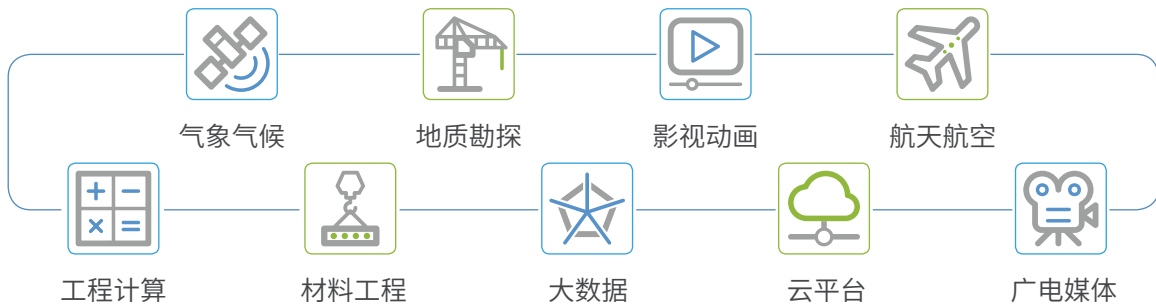 气象气候
地质勘探
影视动画
航天航空
工程计算
材料工程
大数据
云平台
广电媒体